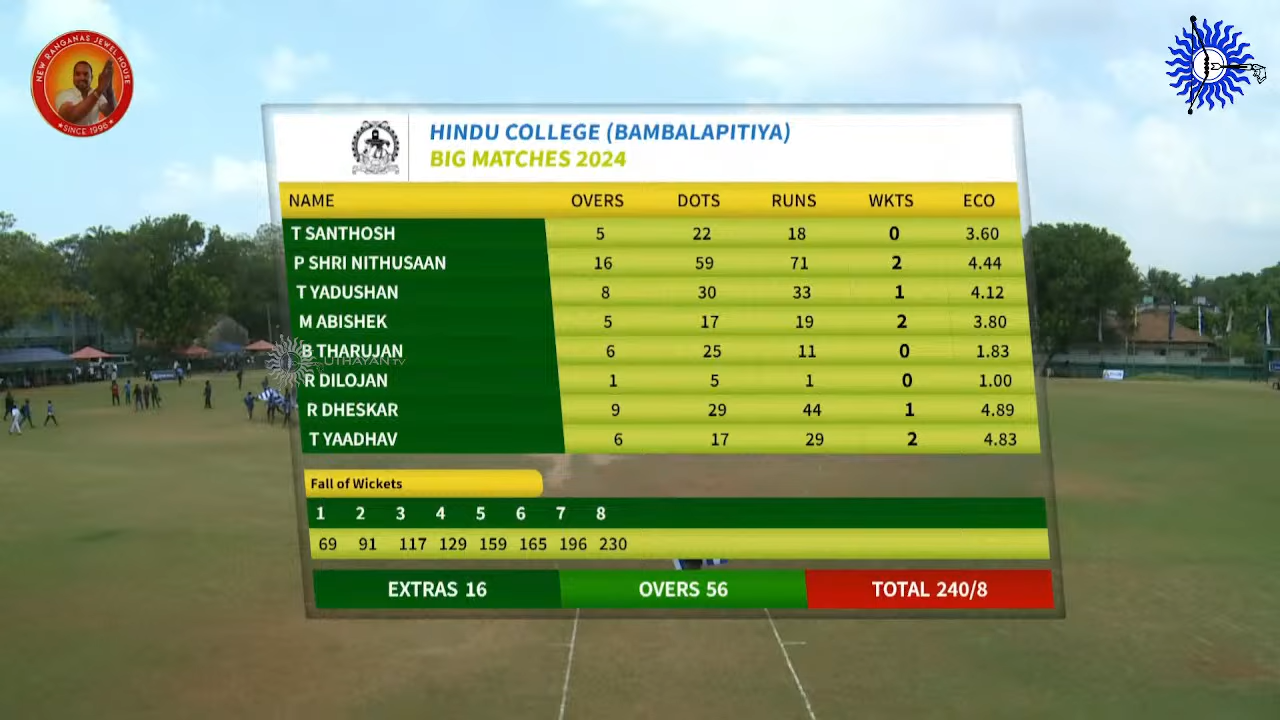 NEW RANGANAS JEWEL HOUSE
★SINCE 1996★
HINDU COLLEGE (BAMBALAPITIYA)
BIG MATCHES 2024
NAME OVERS DOTS RUNS WKTS ECO
T SANTHOSH 5 22 18 0 3.60
P SHRI NITHUSAAN 16 59 71 2 4.44
T YADUSHAN 8 30 33 1 4.12
M ABISHEK 5 17 19 2 3.80
B THARUJAN 6 25 11 0 1.83
UTHAYAN TV
R DILOJAN 1 5 1 0 1.00
R DHESKAR 9 29 44 1 4.89
T YAADHAV 6 17 29 2 4.83
Fall of Wickets
1 2 3 4 5 6 7 8
69 91 117 129 159 165 196 230
EXTRAS 16 OVERS 56 TOTAL 240/8